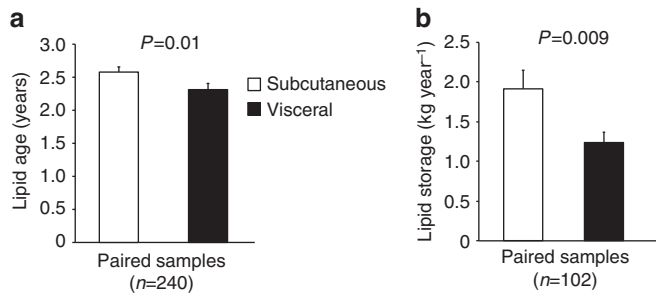 a
P=0.01
Lipid age (years)
3.0
2.5
2.0
1.5
1.0
0.5
0
Paired samples
(n=240)
Subcutaneous
Visceral
b
P=0.009
Lipid storage (kg year⁻¹)
2.5
2.0
1.5
1.0
0.5
0.0
Paired samples
(n=102)